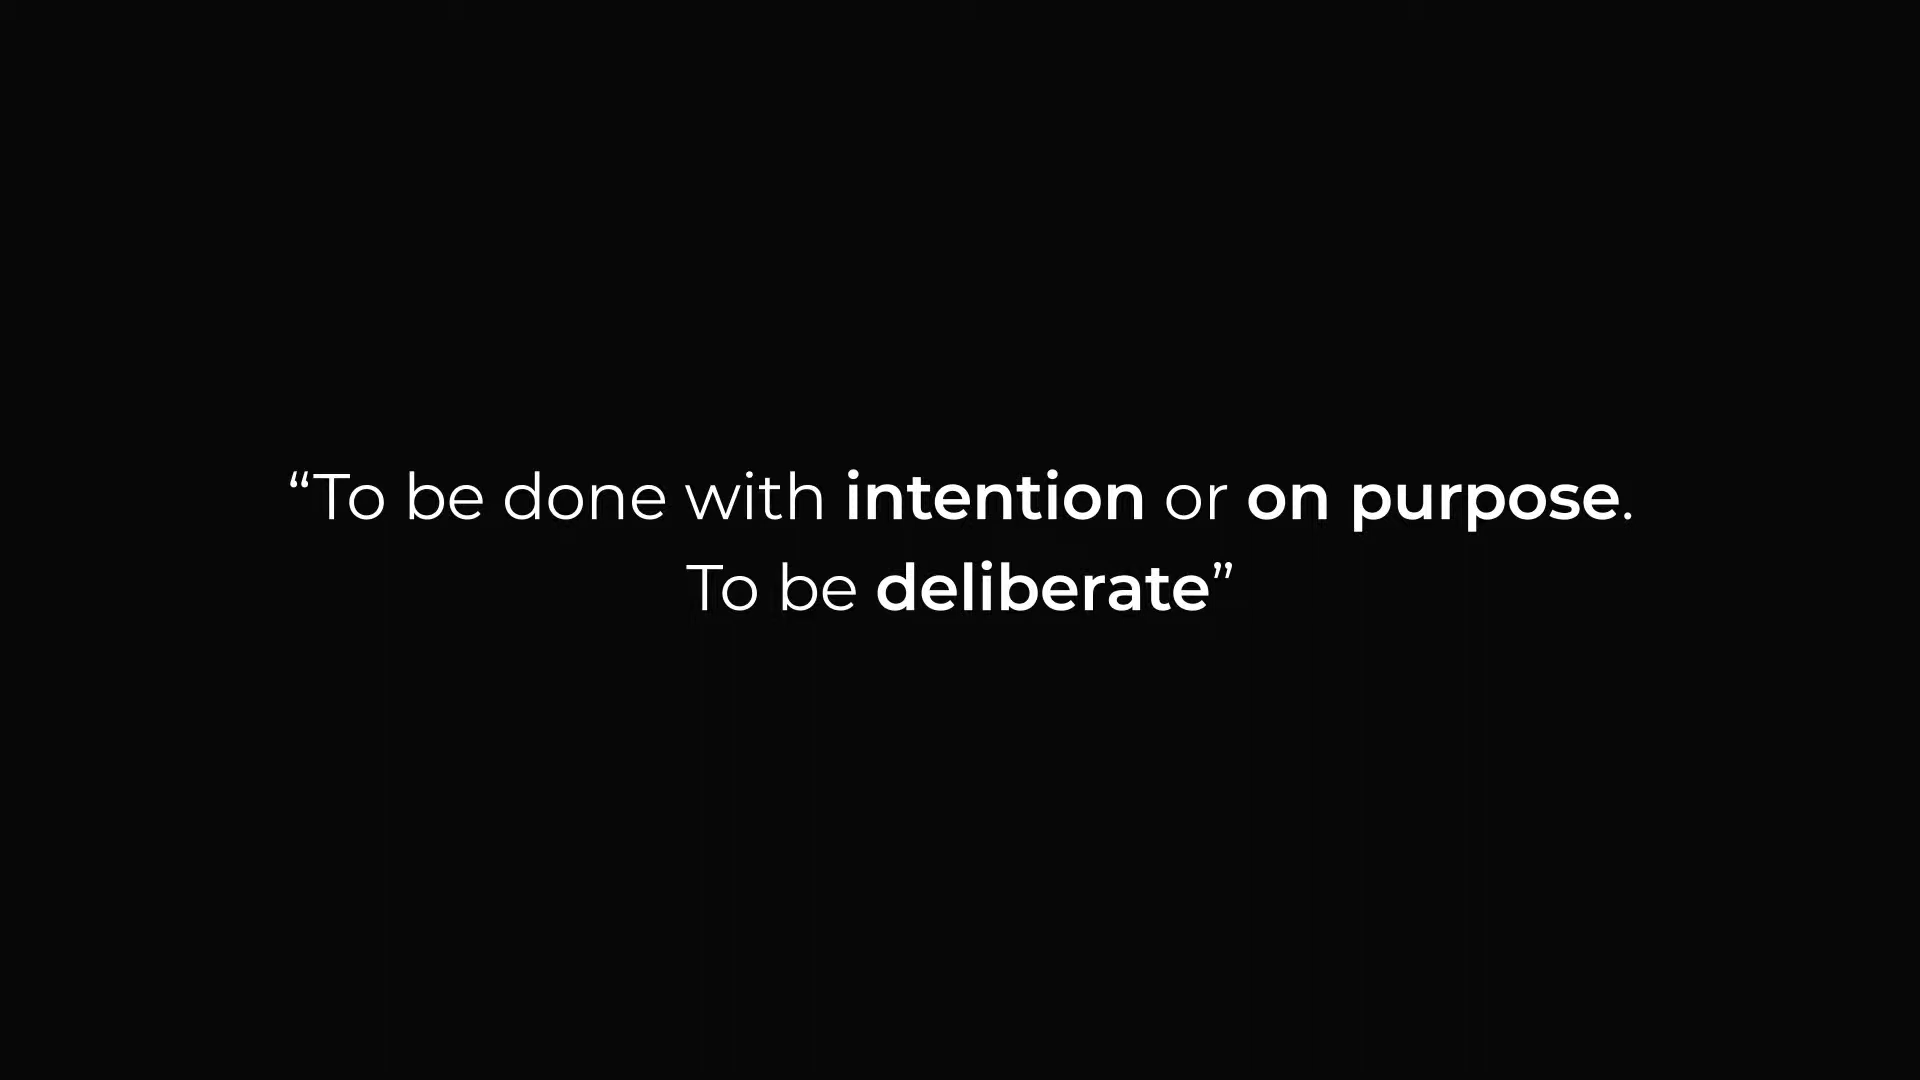 “To be done with intention or on purpose.
To be deliberate”